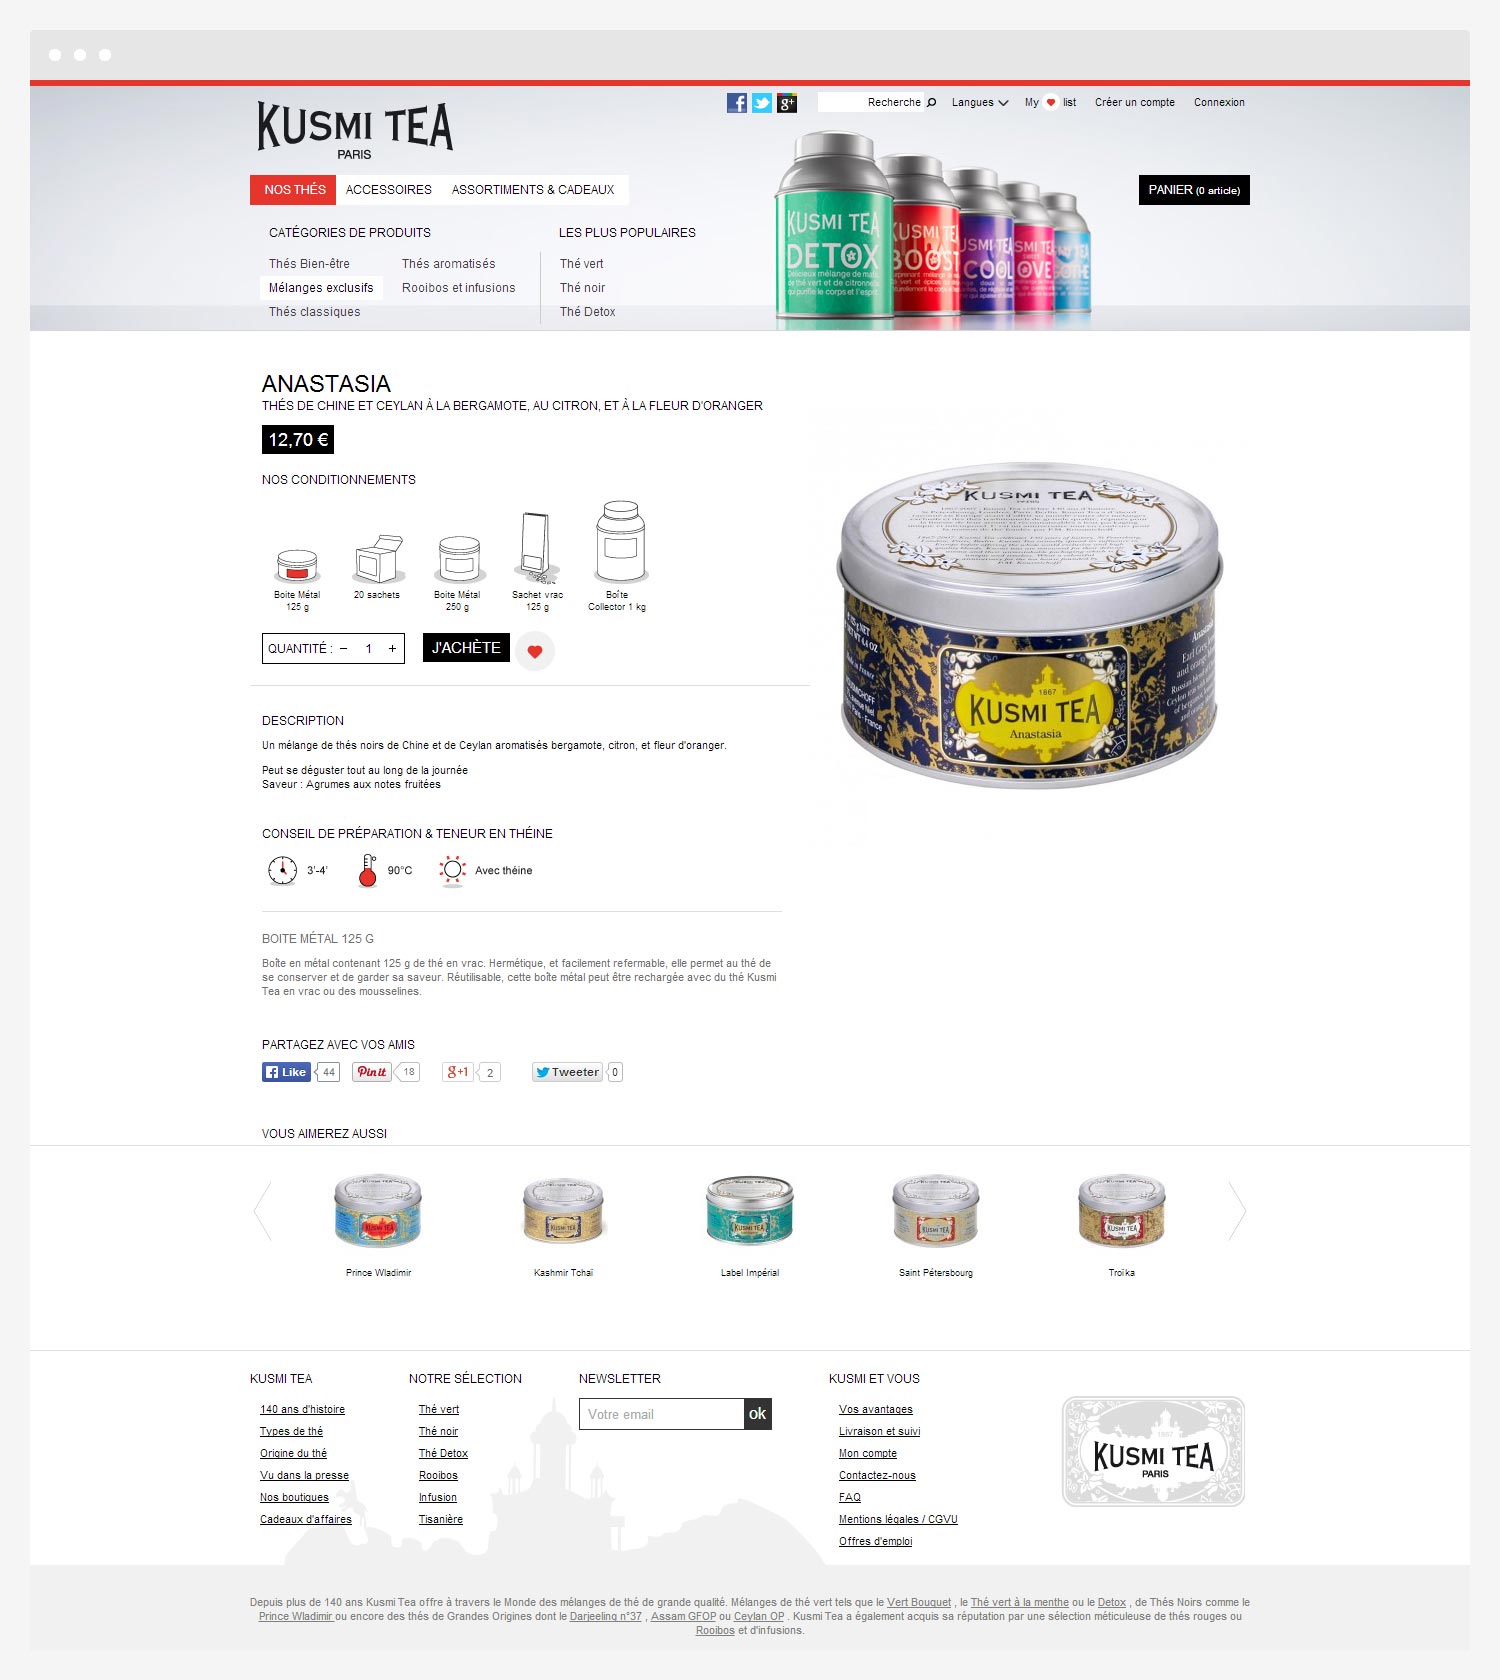 KUSMI TEA
PARIS
Recherche
Langues
My list
Créer un compte
Connexion
NOS THÉS
ACCESSOIRES
ASSORTIMENTS & CADEAUX
PANIER (0 article)
CATÉGORIES DE PRODUITS
Thés Bien-être
Mélanges exclusifs
Thés classiques
Thés aromatisés
Rooibos et infusions
LES PLUS POPULAIRES
Thé vert
Thé noir
Thé Detox
KUSMI TEA
DETOX
Délicieux mélange de maté,
de thé vert et de citronnelle
qui purifie le corps et l'esprit
KUSMI TEA
BOOST
KUSMI TEA
COOL
KUSMI TEA
LOVE
ANASTASIA
THÉS DE CHINE ET CEYLAN À LA BERGAMOTE, AU CITRON, ET À LA FLEUR D'ORANGER
12,70 €
NOS CONDITIONNEMENTS
Boite Métal
125 g
20 sachets
Boite Métal
250 g
Sachet vrac
125 g
Boîte
Collector 1 kg
QUANTITÉ : – 1 +
J'ACHÈTE
KUSMI TEA
1867
KUSMI TEA
Anastasia
DESCRIPTION
Un mélange de thés noirs de Chine et de Ceylan aromatisés bergamote, citron, et fleur d'oranger.
Peut se déguster tout au long de la journée
Saveur : Agrumes aux notes fruitées
CONSEIL DE PRÉPARATION & TENEUR EN THÉINE
3'-4'
90°C
Avec théine
BOITE MÉTAL 125 G
Boîte en métal contenant 125 g de thé en vrac. Hermétique, et facilement refermable, elle permet au thé de
se conserver et de garder sa saveur. Réutilisable, cette boîte métal peut être rechargée avec du thé Kusmi
Tea en vrac ou des mousselines.
PARTAGEZ AVEC VOS AMIS
Like 44
Pin it 18
g+1 2
Tweeter 0
VOUS AIMEREZ AUSSI
Prince Wladimir
Kashmir Tchaï
Label Impérial
Saint Pétersbourg
Troïka
KUSMI TEA
140 ans d'histoire
Types de thé
Origine du thé
Vu dans la presse
Nos boutiques
Cadeaux d'affaires
NOTRE SÉLECTION
Thé vert
Thé noir
Thé Detox
Rooibos
Infusion
Tisanière
NEWSLETTER
Votre email
ok
KUSMI ET VOUS
Vos avantages
Livraison et suivi
Mon compte
Contactez-nous
FAQ
Mentions légales / CGVU
Offres d'emploi
1867
KUSMI TEA
PARIS
Depuis plus de 140 ans Kusmi Tea offre à travers le Monde des mélanges de thé de grande qualité. Mélanges de thé vert tels que le Vert Bouquet , le Thé vert à la menthe ou le Detox , de Thés Noirs comme le
Prince Wladimir ou encore des thés de Grandes Origines dont le Darjeeling n°37 , Assam GFOP ou Ceylan OP . Kusmi Tea a également acquis sa réputation par une sélection méticuleuse de thés rouges ou
Rooibos et d'infusions.